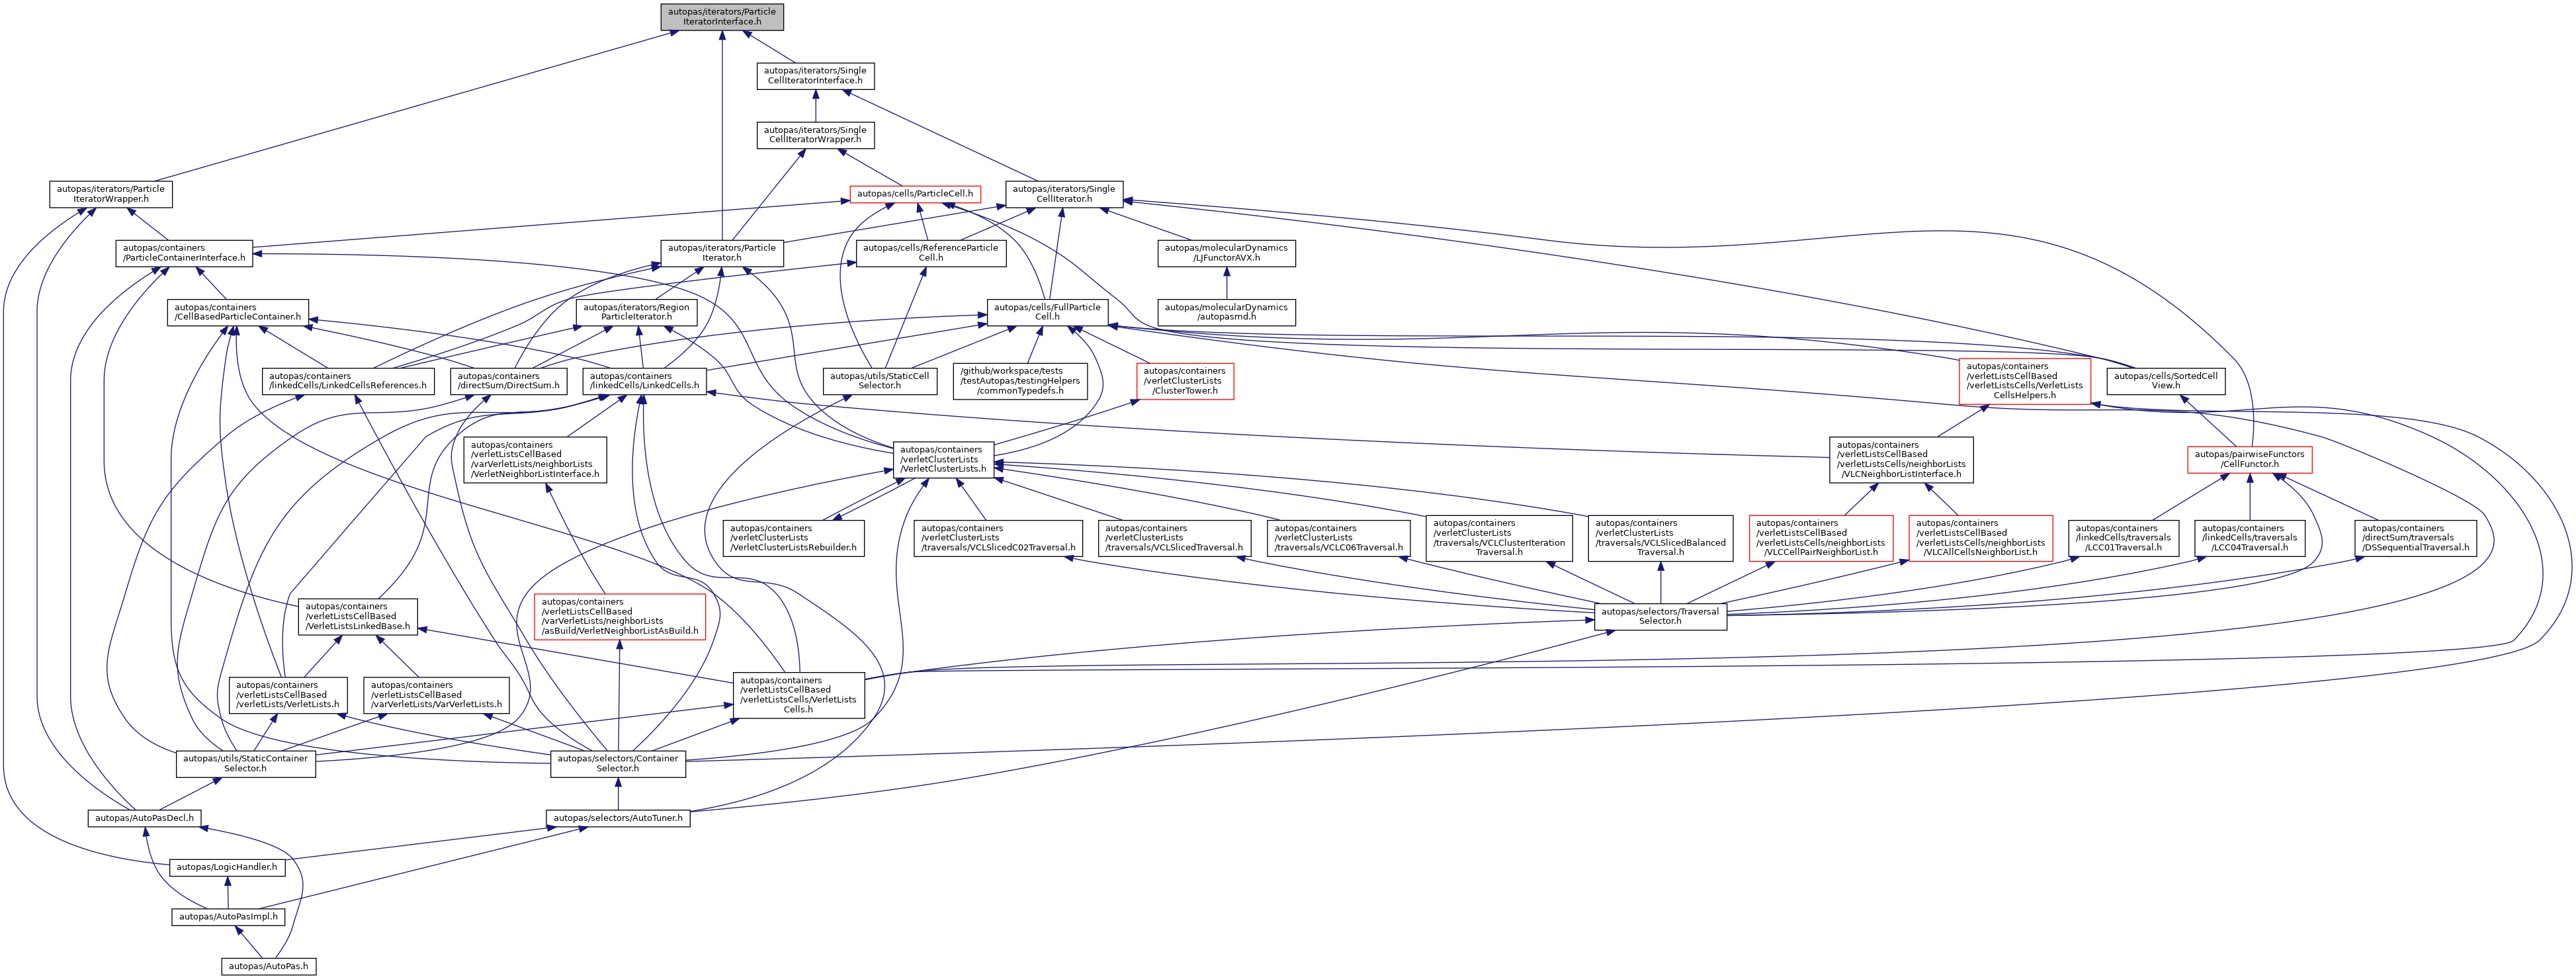 autopas/iterators/Particle
IteratorInterface.h
autopas/iterators/Single
CellIteratorInterface.h
autopas/iterators/Single
CellIteratorWrapper.h
autopas/iterators/Particle
IteratorWrapper.h
autopas/cells/ParticleCell.h
autopas/iterators/Single
CellIterator.h
autopas/containers
/ParticleContainerInterface.h
autopas/iterators/Particle
Iterator.h
autopas/cells/ReferenceParticle
Cell.h
autopas/molecularDynamics
/LJFunctorAVX.h
autopas/containers
/CellBasedParticleContainer.h
autopas/iterators/Region
ParticleIterator.h
autopas/cells/FullParticle
Cell.h
autopas/molecularDynamics
/autopasmd.h
autopas/containers
/linkedCells/LinkedCellsReferences.h
autopas/containers
/directSum/DirectSum.h
autopas/containers
/linkedCells/LinkedCells.h
autopas/utils/StaticCell
Selector.h
/github/workspace/tests
/testAutopas/testingHelpers
/commonTypedefs.h
autopas/containers
/verletClusterLists
/ClusterTower.h
autopas/containers
/verletListsCellBased
/verletListsCells/VerletLists
CellsHelpers.h
autopas/cells/SortedCell
View.h
autopas/containers
/verletListsCellBased
/varVerletLists/neighborLists
/VerletNeighborListInterface.h
autopas/containers
/verletClusterLists
/VerletClusterLists.h
autopas/containers
/verletListsCellBased
/verletListsCells/neighborLists
/VLCNeighborListInterface.h
autopas/pairwiseFunctors
/CellFunctor.h
autopas/containers
/verletClusterLists
/VerletClusterListsRebuilder.h
autopas/containers
/verletClusterLists
/traversals/VCLSlicedC02Traversal.h
autopas/containers
/verletClusterLists
/traversals/VCLSlicedTraversal.h
autopas/containers
/verletClusterLists
/traversals/VCLC06Traversal.h
autopas/containers
/verletClusterLists
/traversals/VCLClusterIteration
Traversal.h
autopas/containers
/verletClusterLists
/traversals/VCLSlicedBalanced
Traversal.h
autopas/containers
/verletListsCellBased
/verletListsCells/neighborLists
/VLCCellPairNeighborList.h
autopas/containers
/verletListsCellBased
/verletListsCells/neighborLists
/VLCAllCellsNeighborList.h
autopas/containers
/linkedCells/traversals
/LCC01Traversal.h
autopas/containers
/linkedCells/traversals
/LCC04Traversal.h
autopas/containers
/directSum/traversals
/DSSequentialTraversal.h
autopas/containers
/verletListsCellBased
/VerletListsLinkedBase.h
autopas/containers
/verletListsCellBased
/varVerletLists/neighborLists
/asBuild/VerletNeighborListAsBuild.h
autopas/selectors/Traversal
Selector.h
autopas/containers
/verletListsCellBased
/verletLists/VerletLists.h
autopas/containers
/verletListsCellBased
/varVerletLists/VarVerletLists.h
autopas/containers
/verletListsCellBased
/verletListsCells/VerletLists
Cells.h
autopas/utils/StaticContainer
Selector.h
autopas/selectors/Container
Selector.h
autopas/AutoPasDecl.h
autopas/selectors/AutoTuner.h
autopas/LogicHandler.h
autopas/AutoPasImpl.h
autopas/AutoPas.h